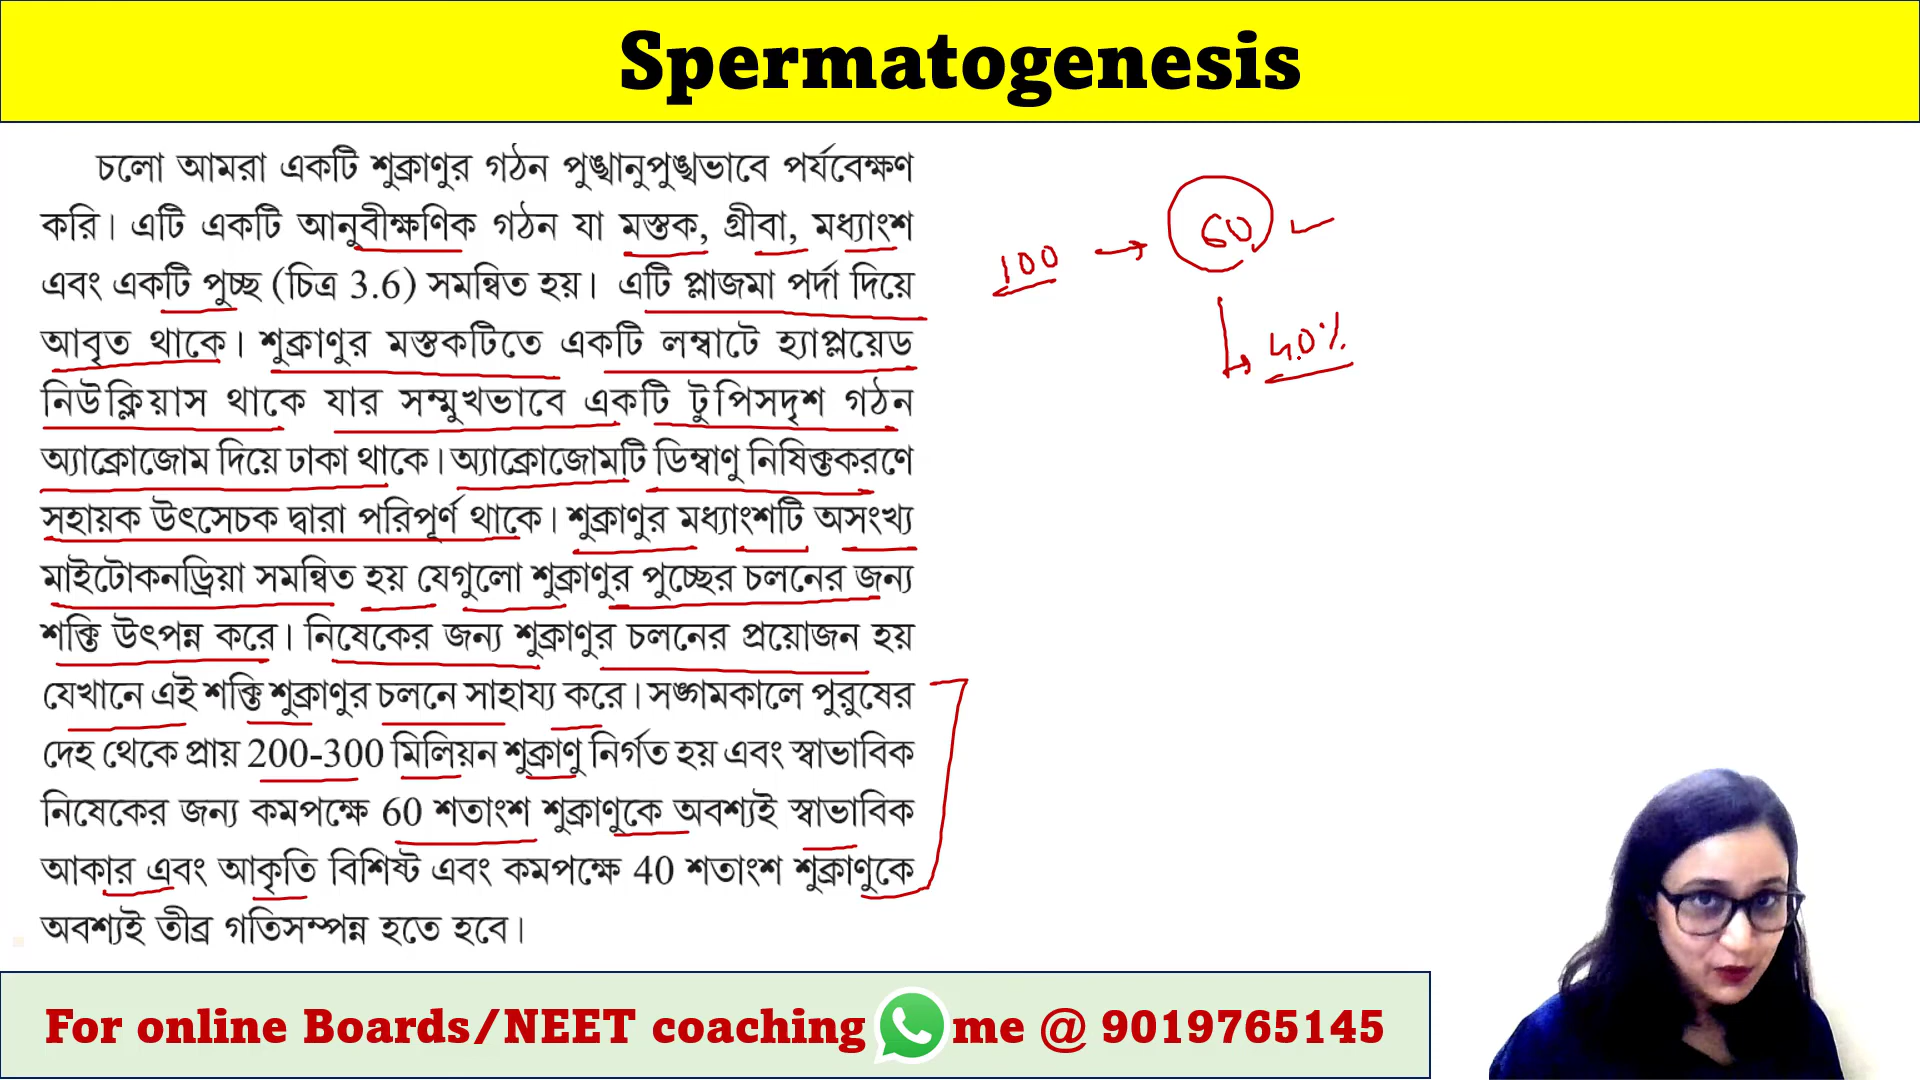 Spermatogenesis
চলো আমরা একটি শুক্রাণুর গঠন পুঙ্খানুপুঙ্খভাবে পর্যবেক্ষণ
করি। এটি একটি আনুবীক্ষণিক গঠন যা মস্তক, গ্রীবা, মধ্যাংশ
এবং একটি পুচ্ছ (চিত্র 3.6) সমন্বিত হয়। এটি প্লাজমা পর্দা দিয়ে
আবৃত থাকে। শুক্রাণুর মস্তকটিতে একটি লম্বাটে হ্যাপ্লয়েড
নিউক্লিয়াস থাকে যার সম্মুখভাবে একটি টুপিসদৃশ গঠন
অ্যাক্রোজোম দিয়ে ঢাকা থাকে। অ্যাক্রোজোমটি ডিম্বাণু নিষিক্তকরণে
সহায়ক উৎসেচক দ্বারা পরিপূর্ণ থাকে। শুক্রাণুর মধ্যাংশটি অসংখ্য
মাইটোকনড্রিয়া সমন্বিত হয় যেগুলো শুক্রাণুর পুচ্ছের চলনের জন্য
শক্তি উৎপন্ন করে। নিষেকের জন্য শুক্রাণুর চলনের প্রয়োজন হয়
যেখানে এই শক্তি শুক্রাণুর চলনে সাহায্য করে। সঙ্গমকালে পুরুষের
দেহ থেকে প্রায় 200-300 মিলিয়ন শুক্রাণু নির্গত হয় এবং স্বাভাবিক
নিষেকের জন্য কমপক্ষে 60 শতাংশ শুক্রাণুকে অবশ্যই স্বাভাবিক
আকার এবং আকৃতি বিশিষ্ট এবং কমপক্ষে 40 শতাংশ শুক্রাণুকে
অবশ্যই তীব্র গতিসম্পন্ন হতে হবে।
100 → 60
40%
For online Boards/NEET coaching me @ 9019765145